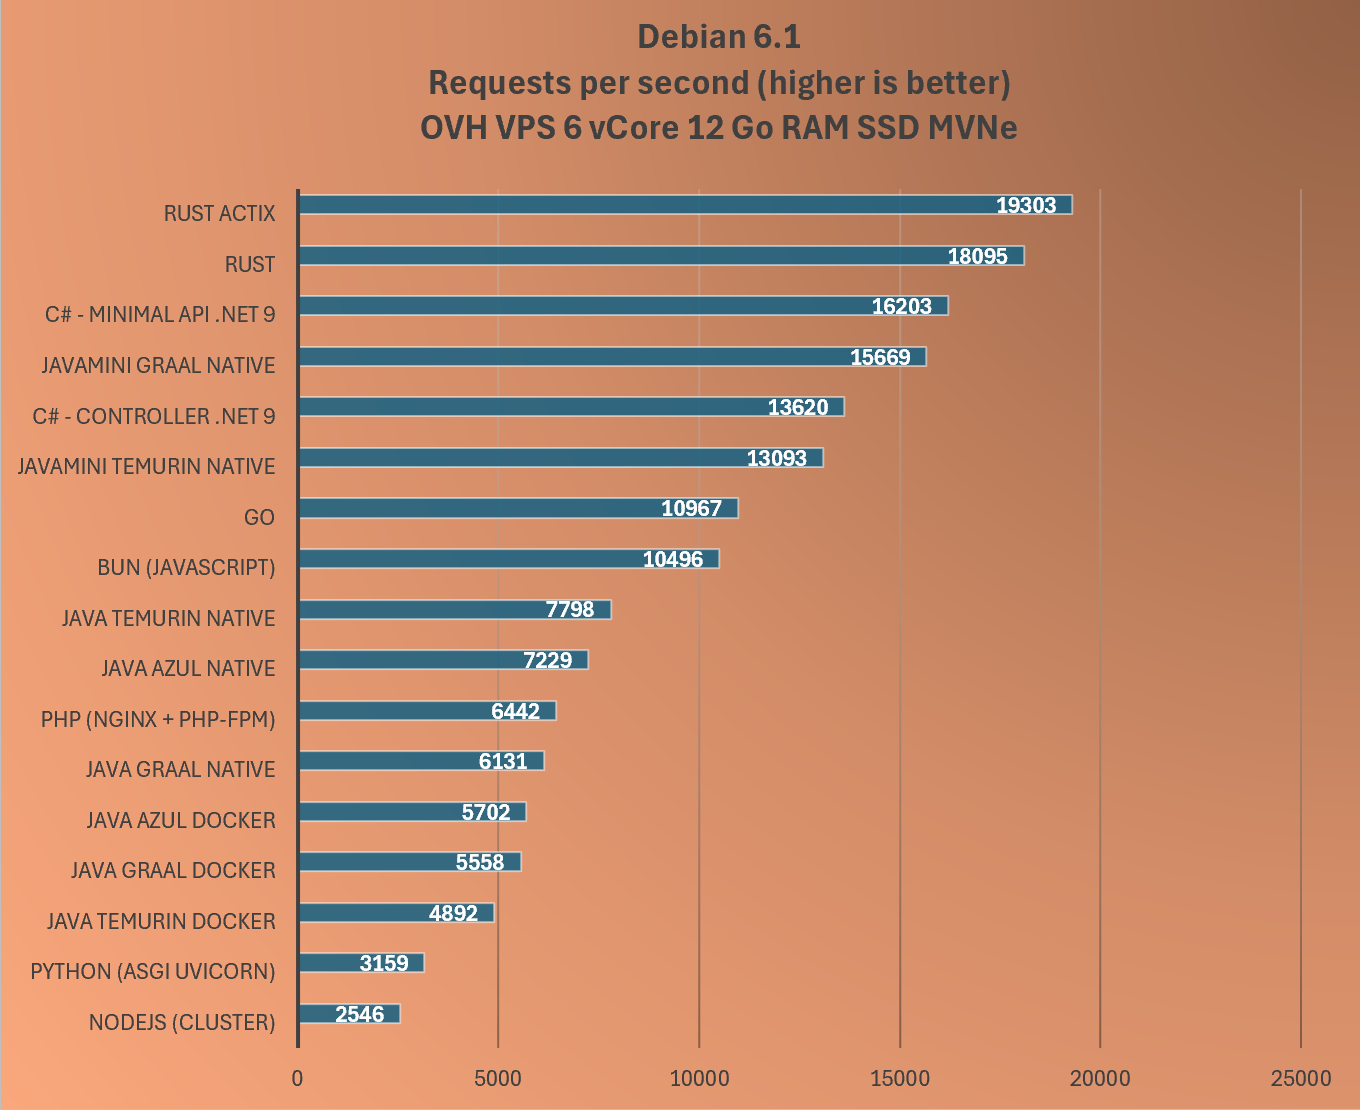 Debian 6.1
Requests per second (higher is better)
OVH VPS 6 vCore 12 Go RAM SSD MVNe
RUST ACTIX 19303
RUST 18095
C# - MINIMAL API .NET 9 16203
JAVAMINI GRAAL NATIVE 15669
C# - CONTROLLER .NET 9 13620
JAVAMINI TEMURIN NATIVE 13093
GO 10967
BUN (JAVASCRIPT) 10496
JAVA TEMURIN NATIVE 7798
JAVA AZUL NATIVE 7229
PHP (NGINX + PHP-FPM) 6442
JAVA GRAAL NATIVE 6131
JAVA AZUL DOCKER 5702
JAVA GRAAL DOCKER 5558
JAVA TEMURIN DOCKER 4892
PYTHON (ASGI UVICORN) 3159
NODEJS (CLUSTER) 2546
0 5000 10000 15000 20000 25000